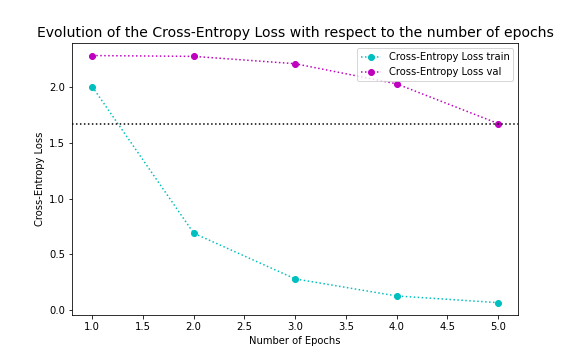 Evolution of the Cross-Entropy Loss with respect to the number of epochs
Cross-Entropy Loss train
Cross-Entropy Loss val
2.0
1.5
1.0
0.5
0.0
Cross-Entropy Loss
1.0 1.5 2.0 2.5 3.0 3.5 4.0 4.5 5.0
Number of Epochs